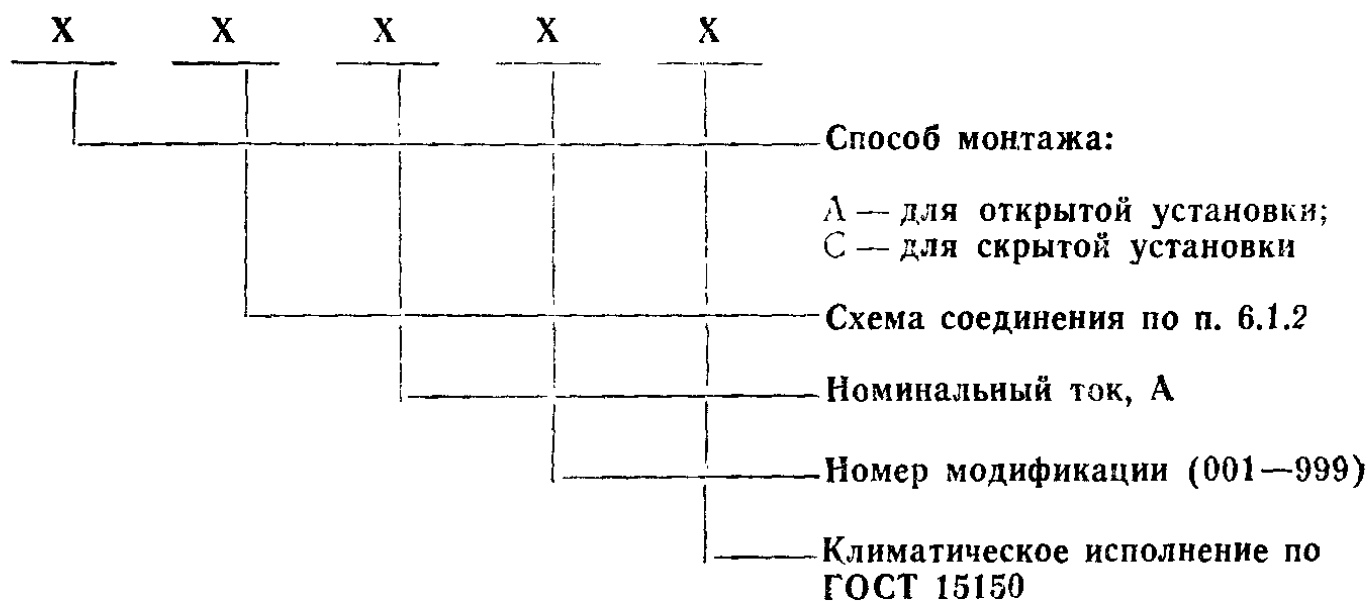 X X X X X
Способ монтажа:
А — для открытой установки;
С — для скрытой установки
Схема соединения по п. 6.1.2
Номинальный ток, А
Номер модификации (001—999)
Климатическое исполнение по
ГОСТ 15150